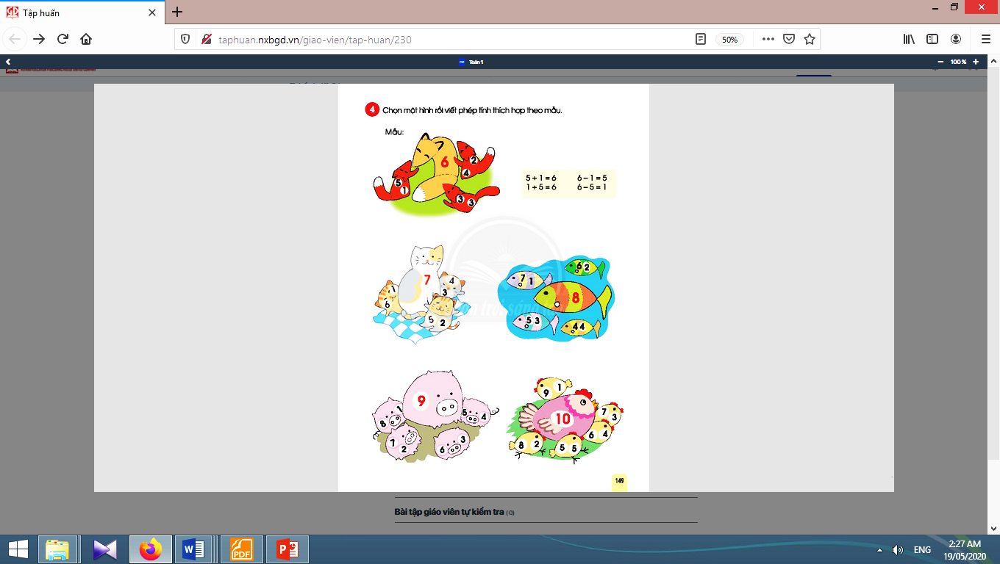 Tập huấn
taphuan.nxbgd.vn/giao-vien/tap-huan/230
50%
PDF Toán 1
100 %
4 Chọn một hình rồi viết phép tính thích hợp theo mẫu.
Mẫu:
6
2
4
5
1
3 3
5 + 1 = 6 6 – 1 = 5
1 + 5 = 6 6 – 5 = 1
7
4
3
1
6
5 2
8
6 2
7 1
5 3
4 4
9
8 1
5 4
7 2
6 3
10
9 1
7 3
6 4
8 2
5 5
149
Bài tập giáo viên tự kiểm tra (0)
PDF
ENG
2:27 AM
19/05/2020